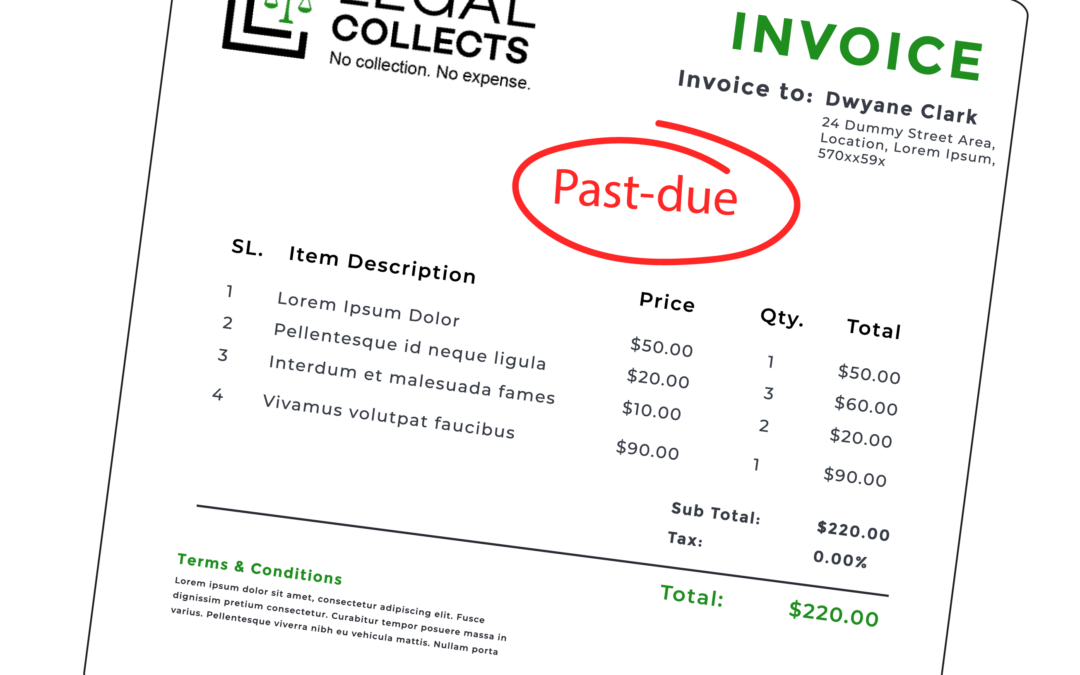 LEGAL
COLLECTS
No collection. No expense.
INVOICE
Invoice to: Dwyane Clark
24 Dummy Street Area,
Location, Lorem Ipsum,
570xx59x
Past-due
SL. Item Description Price Qty. Total
1 Lorem Ipsum Dolor $50.00 1 $50.00
2 Pellentesque id neque ligula $20.00 3 $60.00
3 Interdum et malesuada fames $10.00 2 $20.00
4 Vivamus volutpat faucibus $90.00 1 $90.00
Sub Total: $220.00
Tax: 0.00%
Total: $220.00
Terms & Conditions
Lorem ipsum dolor sit amet, consectetur adipiscing elit. Fusce
dignissim pretium consectetur. Curabitur tempor posuere massa in
varius. Pellentesque viverra nibh eu vehicula mattis. Nullam porta